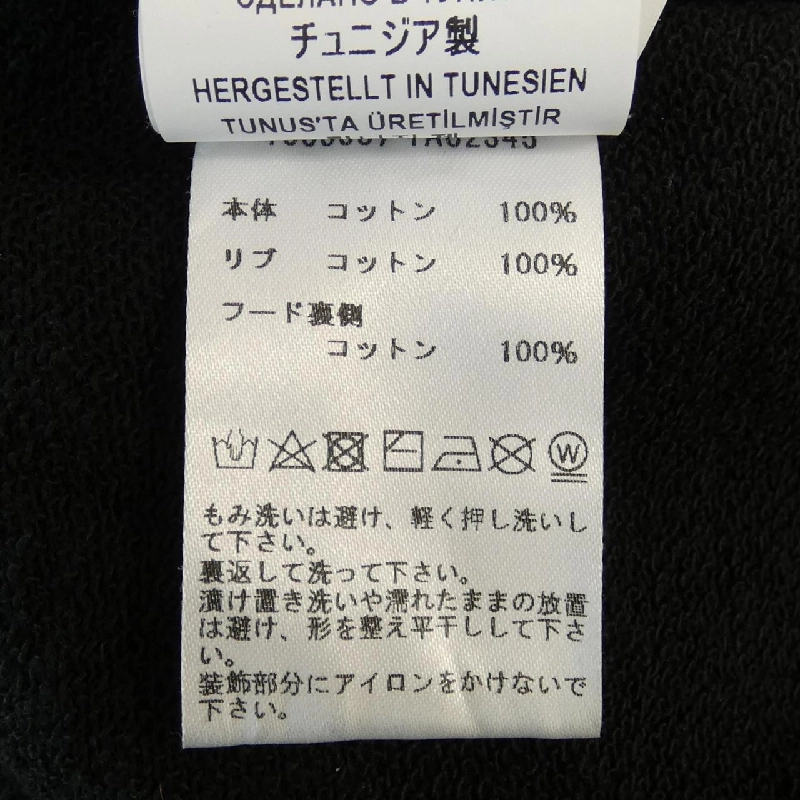 チュニジア製
HERGESTELLT IN TUNESIEN
TUNUS'TA ÜRETİLMİŞTİR
本体 コットン 100%
リブ コットン 100%
フード裏側
コットン 100%
W
もみ洗いは避け、軽く押し洗いし
て下さい。
裏返して洗って下さい。
漬け置き洗いや濡れたままの放置
は避け、形を整え平干しして下さ
い。
装飾部分にアイロンをかけないで
下さい。